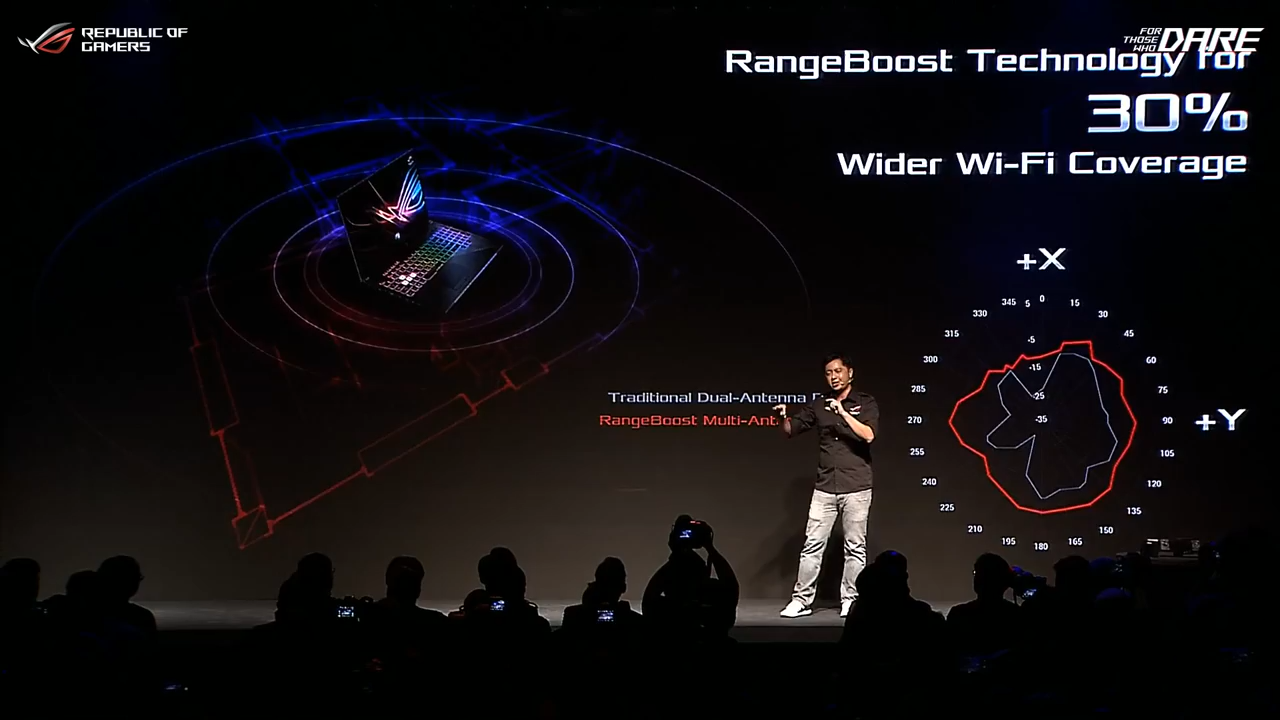 REPUBLIC OF
GAMERS
FOR
THOSE
WHO
DARE
RangeBoost Technology for
30%
Wider Wi-Fi Coverage
+X
345 5 0 15
330 30
315 -5 45
300 -15 60
285 -25 75
Traditional Dual-Antenna
RangeBoost Multi-Ant
270 -35 90 +Y
255 105
240 120
225 135
210 150
195 180 165